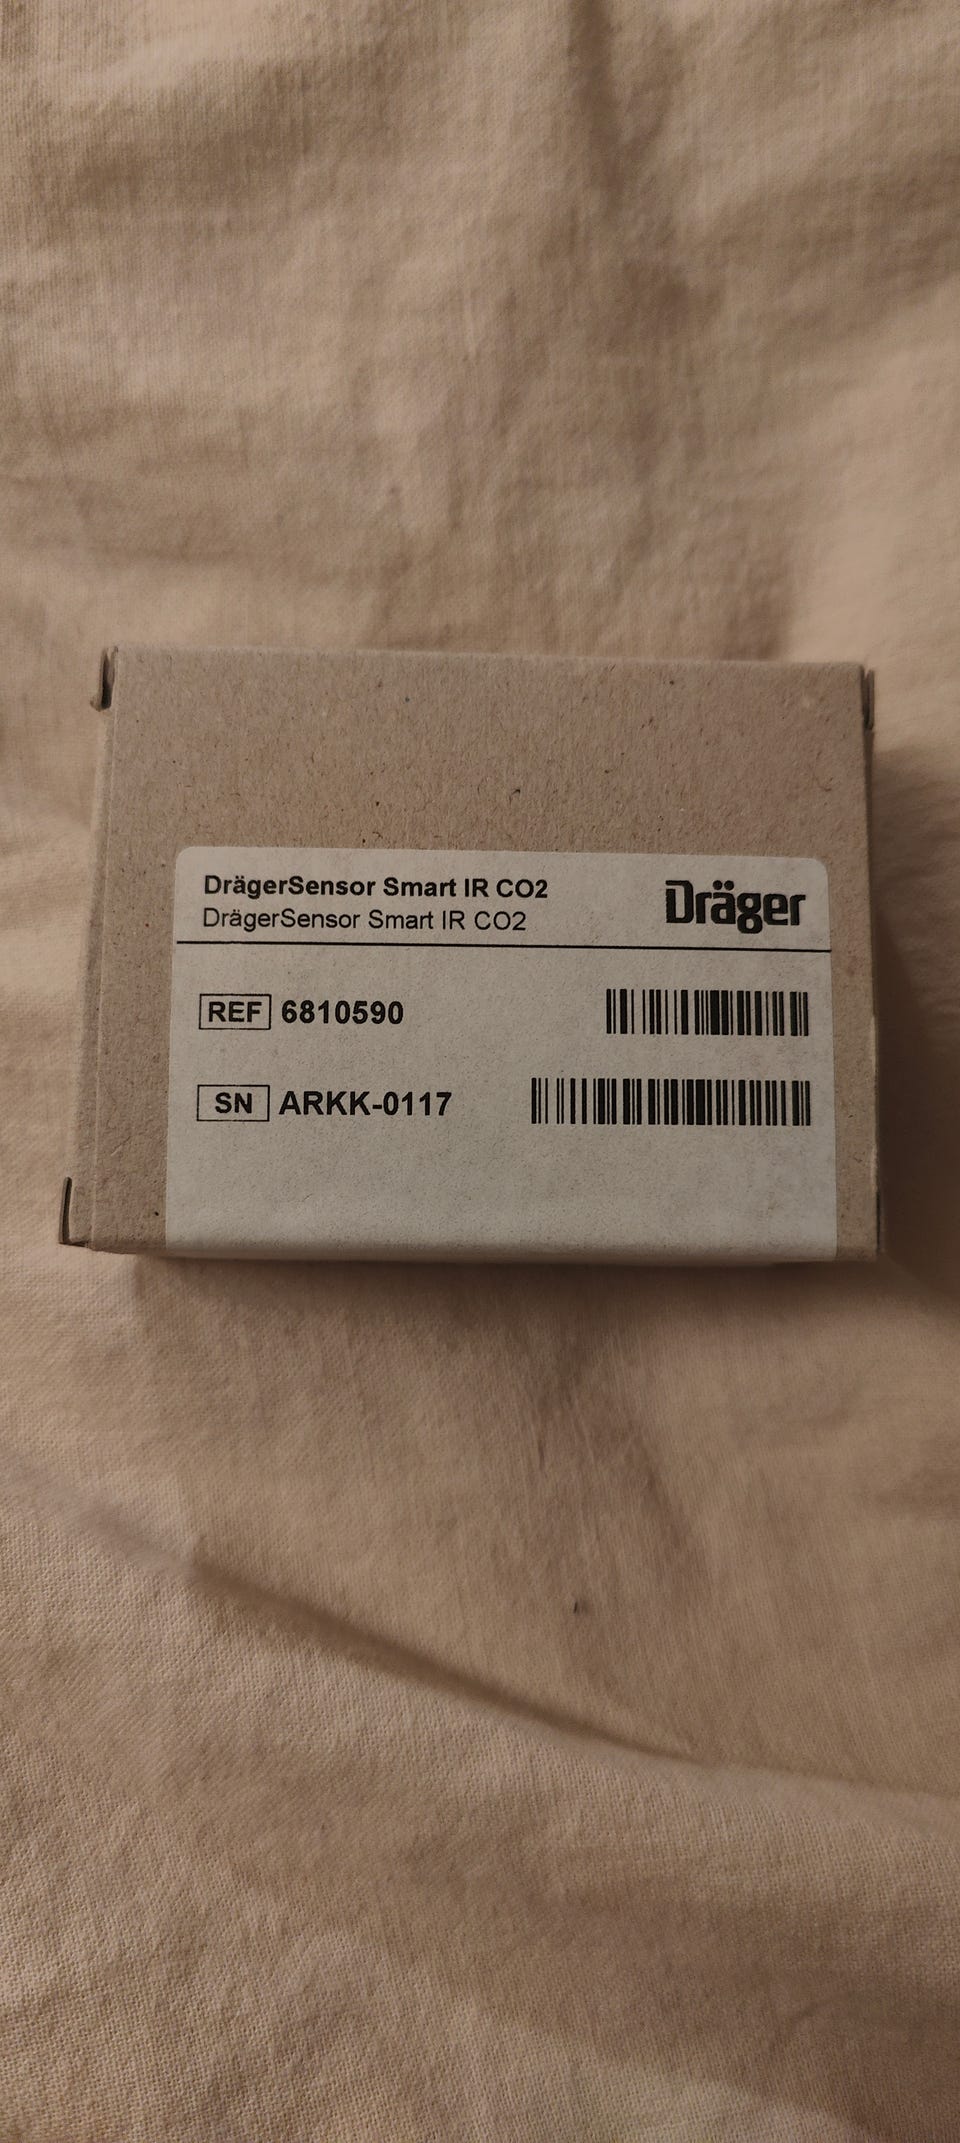 DrägerSensor Smart IR CO2
DrägerSensor Smart IR CO2
Dräger
REF 6810590
SN ARKK-0117